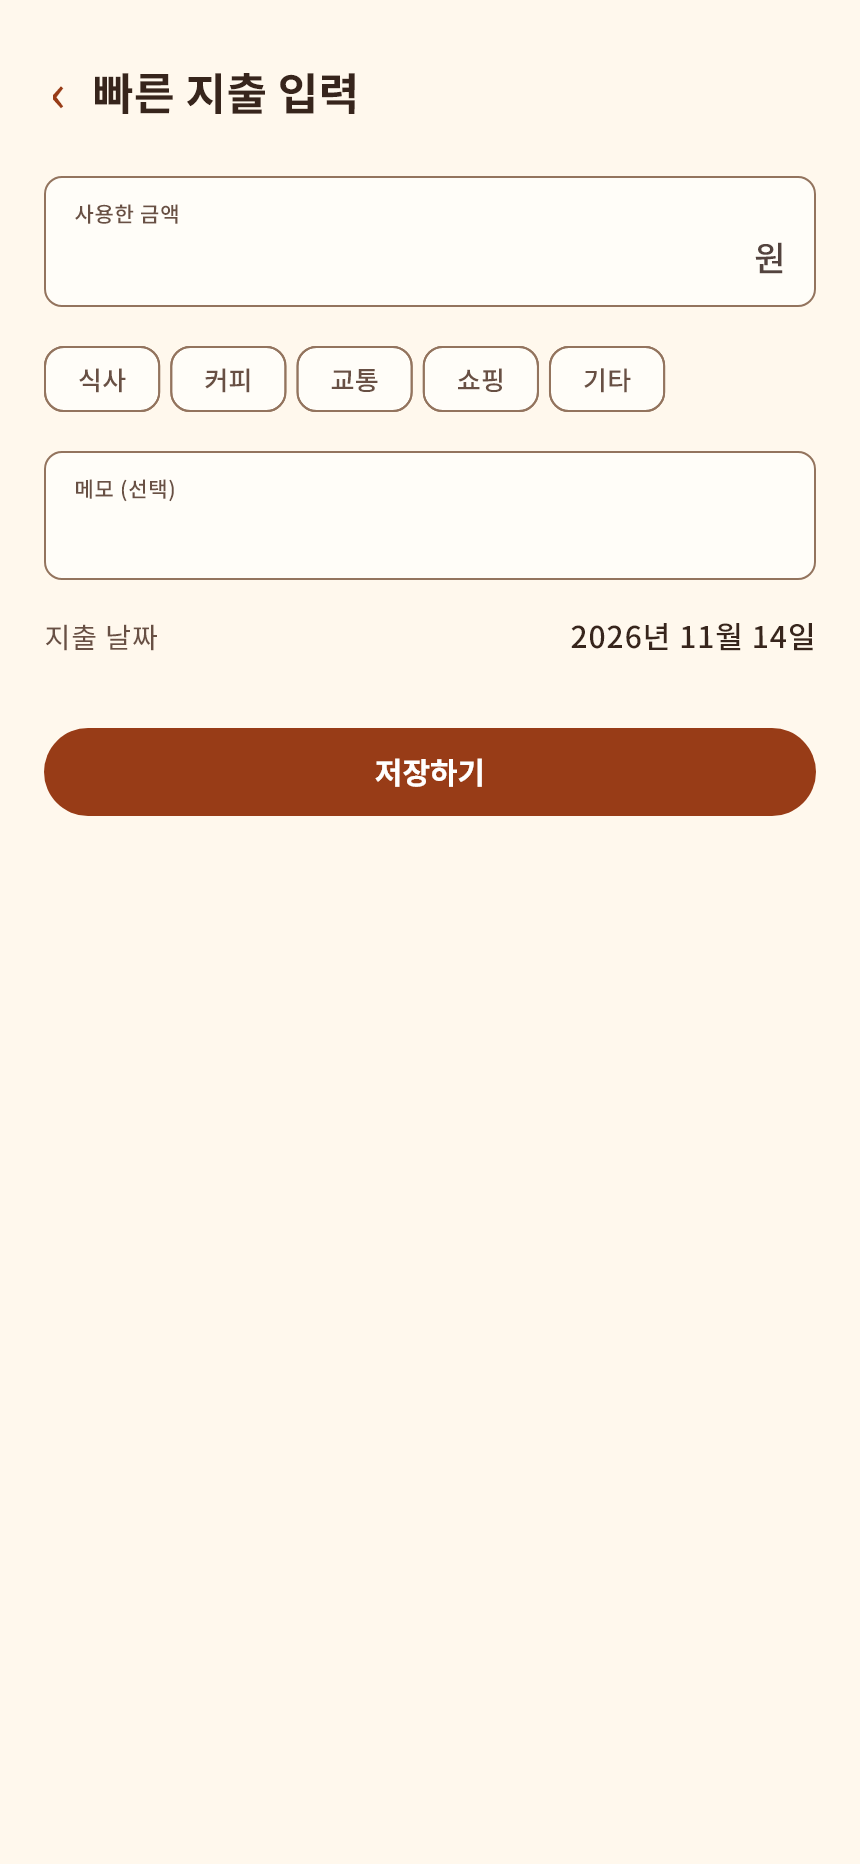 ‹ 빠른 지출 입력
사용한 금액
원
식사 커피 교통 쇼핑 기타
메모 (선택)
지출 날짜 2026년 11월 14일
저장하기